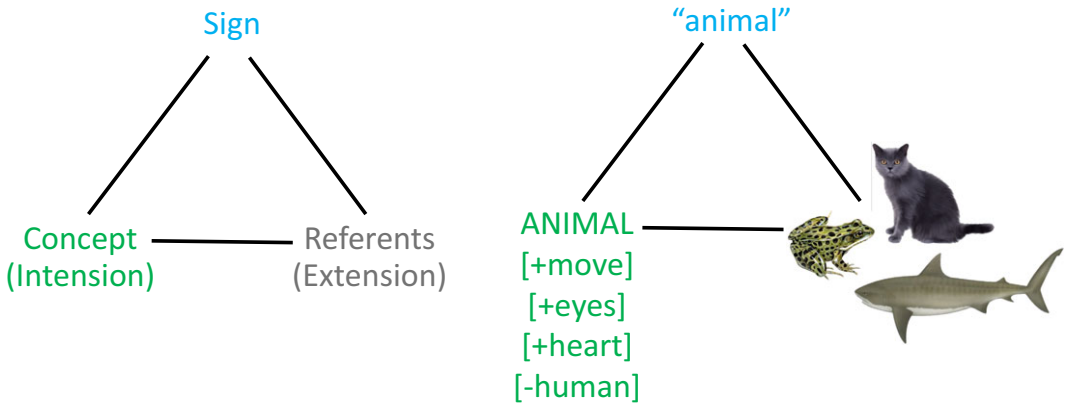 Sign
Concept
(Intension)
Referents
(Extension)
“animal”
ANIMAL
[+move]
[+eyes]
[+heart]
[-human]